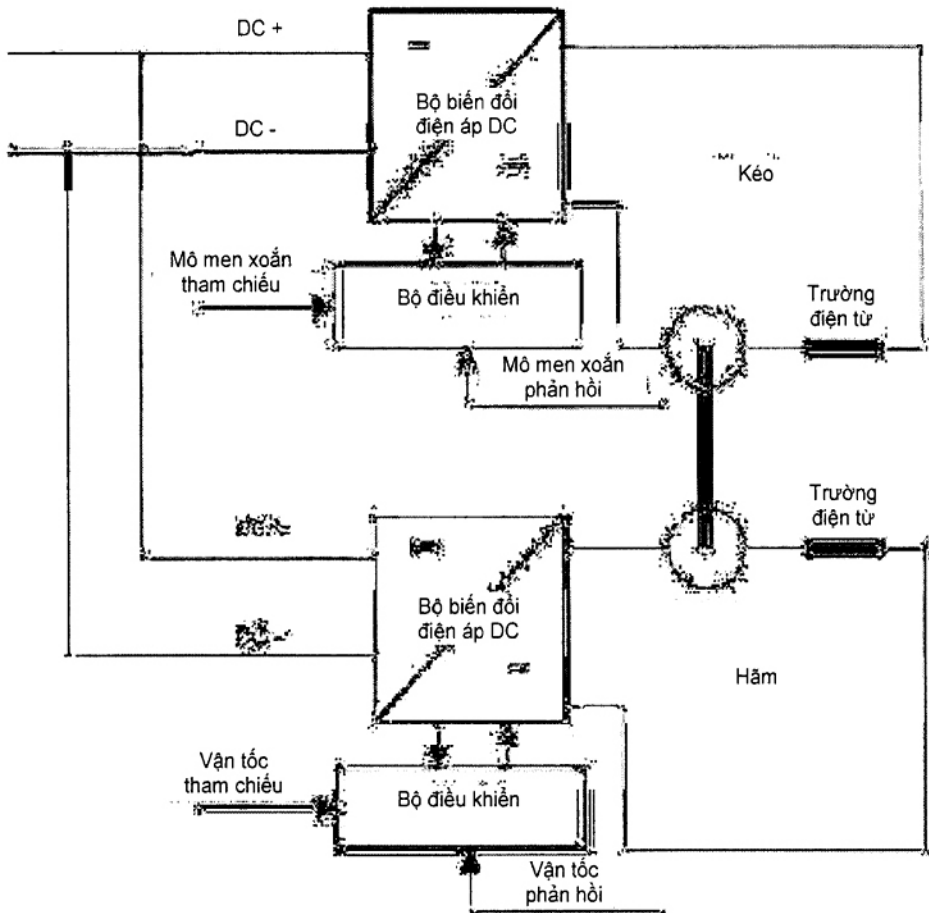 DC +
Bộ biến đổi
điện áp DC
DC -
Kéo
Mô men xoắn
tham chiếu
Bộ điều khiển
Trường
điện từ
Mô men xoắn
phản hồi
Trường
điện từ
Bộ biến đổi
điện áp DC
Hãm
Vận tốc
tham chiếu
Bộ điều khiển
Vận tốc
phản hồi